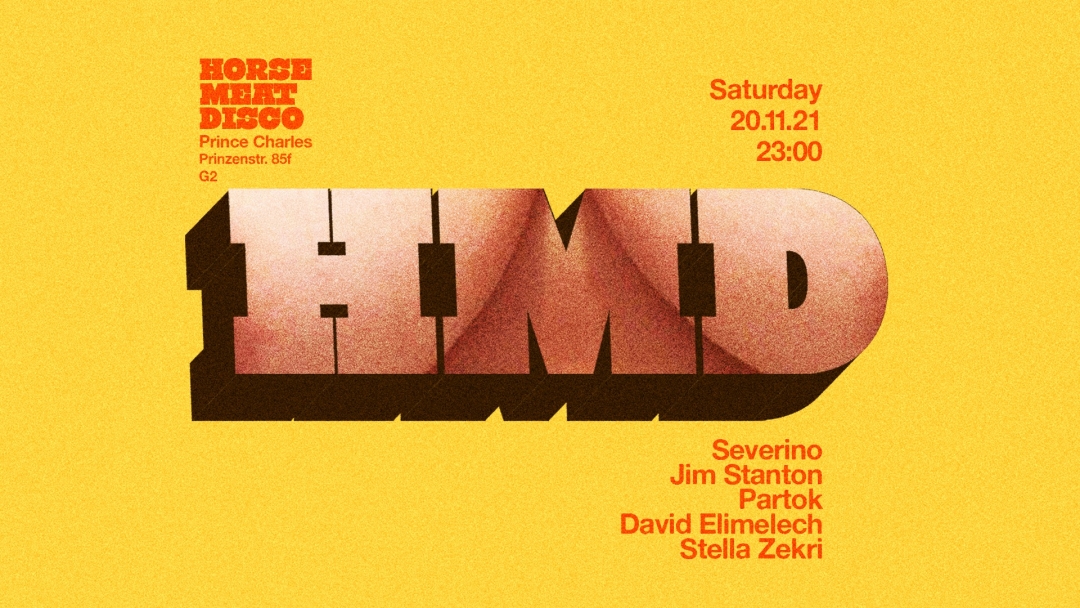 HORSE
MEAT
DISCO
Prince Charles
Prinzenstr. 85f
G2
Saturday
20.11.21
23:00
HMD
Severino
Jim Stanton
Partok
David Elimelech
Stella Zekri